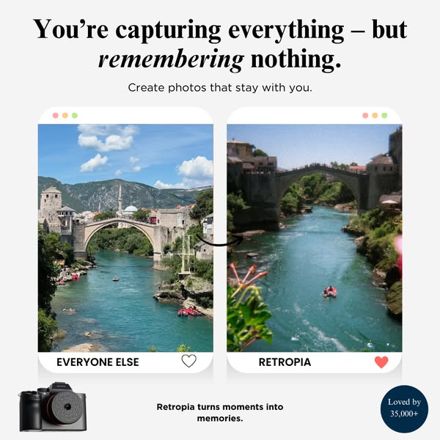 You’re capturing everything – but
remembering nothing.
Create photos that stay with you.
EVERYONE ELSE
RETROPIA
Retropia turns moments into
memories.
Loved by
35,000+